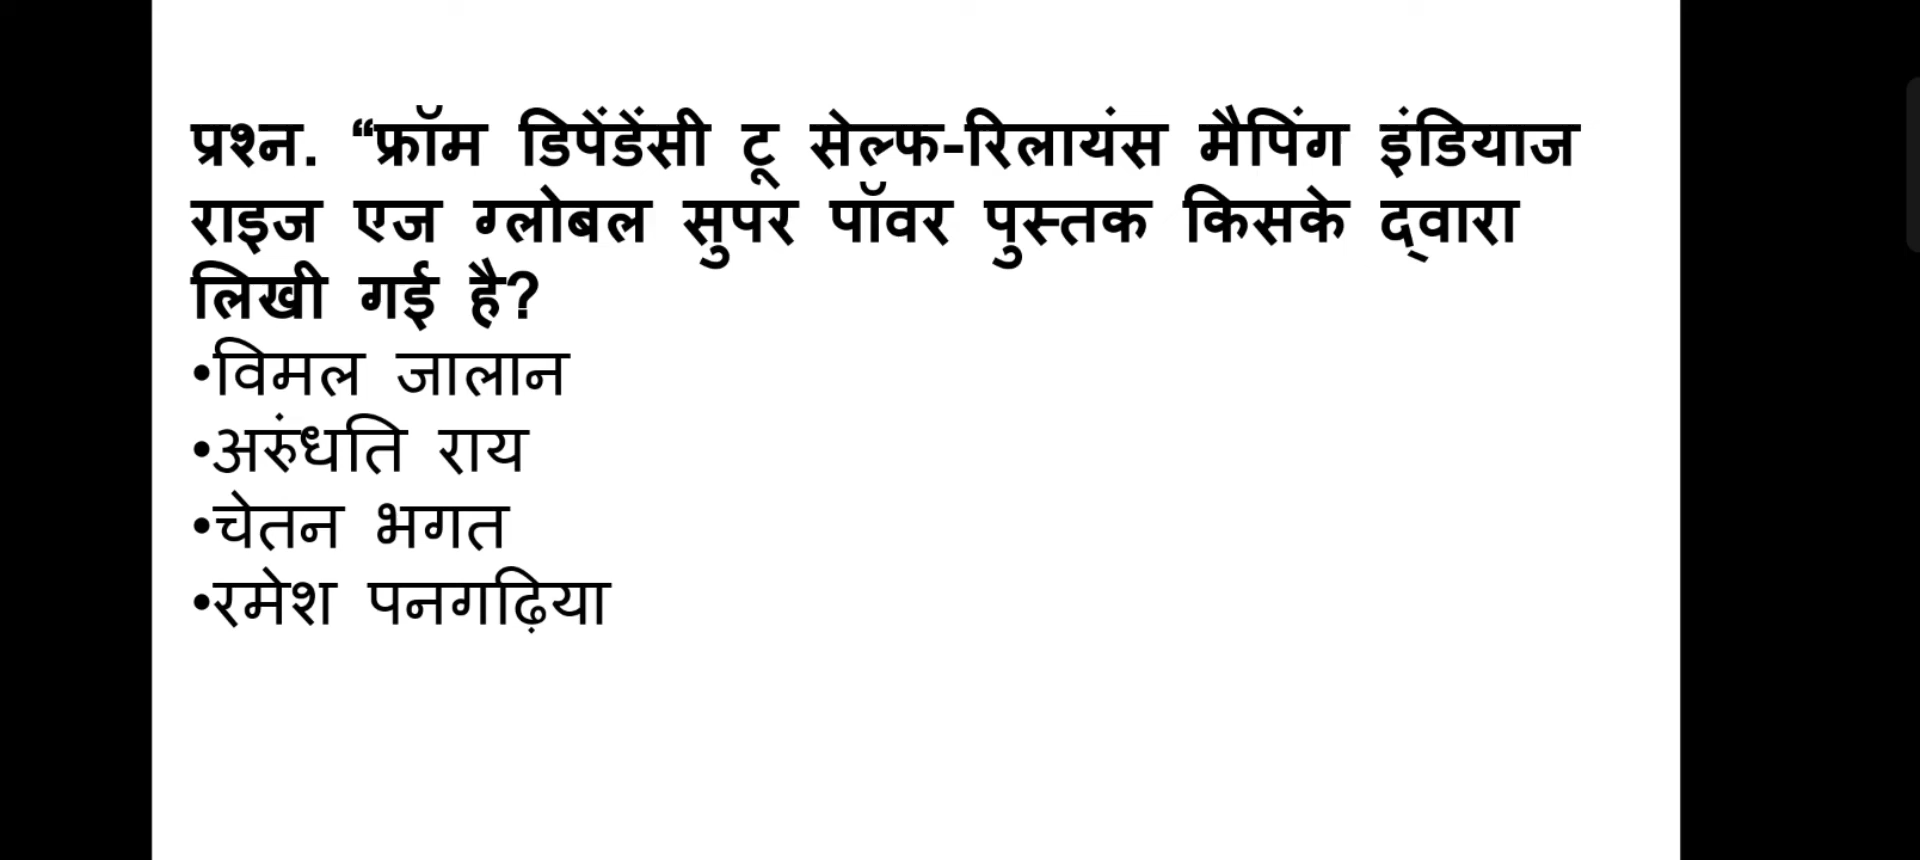 प्रश्न. “फ्रॉम डिपेंडेंसी टू सेल्फ-रिलायंस मैपिंग इंडियाज
राइज एज ग्लोबल सुपर पॉवर पुस्तक किसके द्वारा
लिखी गई है?
•विमल जालान
•अरुंधति राय
•चेतन भगत
•रमेश पनगढ़िया